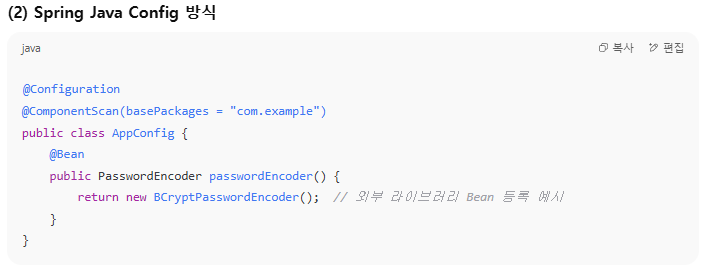 (2) Spring Java Config 방식
java
복사
편집
@Configuration
@ComponentScan(basePackages = "com.example")
public class AppConfig {
    @Bean
    public PasswordEncoder passwordEncoder() {
        return new BCryptPasswordEncoder();  // 외부 라이브러리 Bean 등록 예시
    }
}